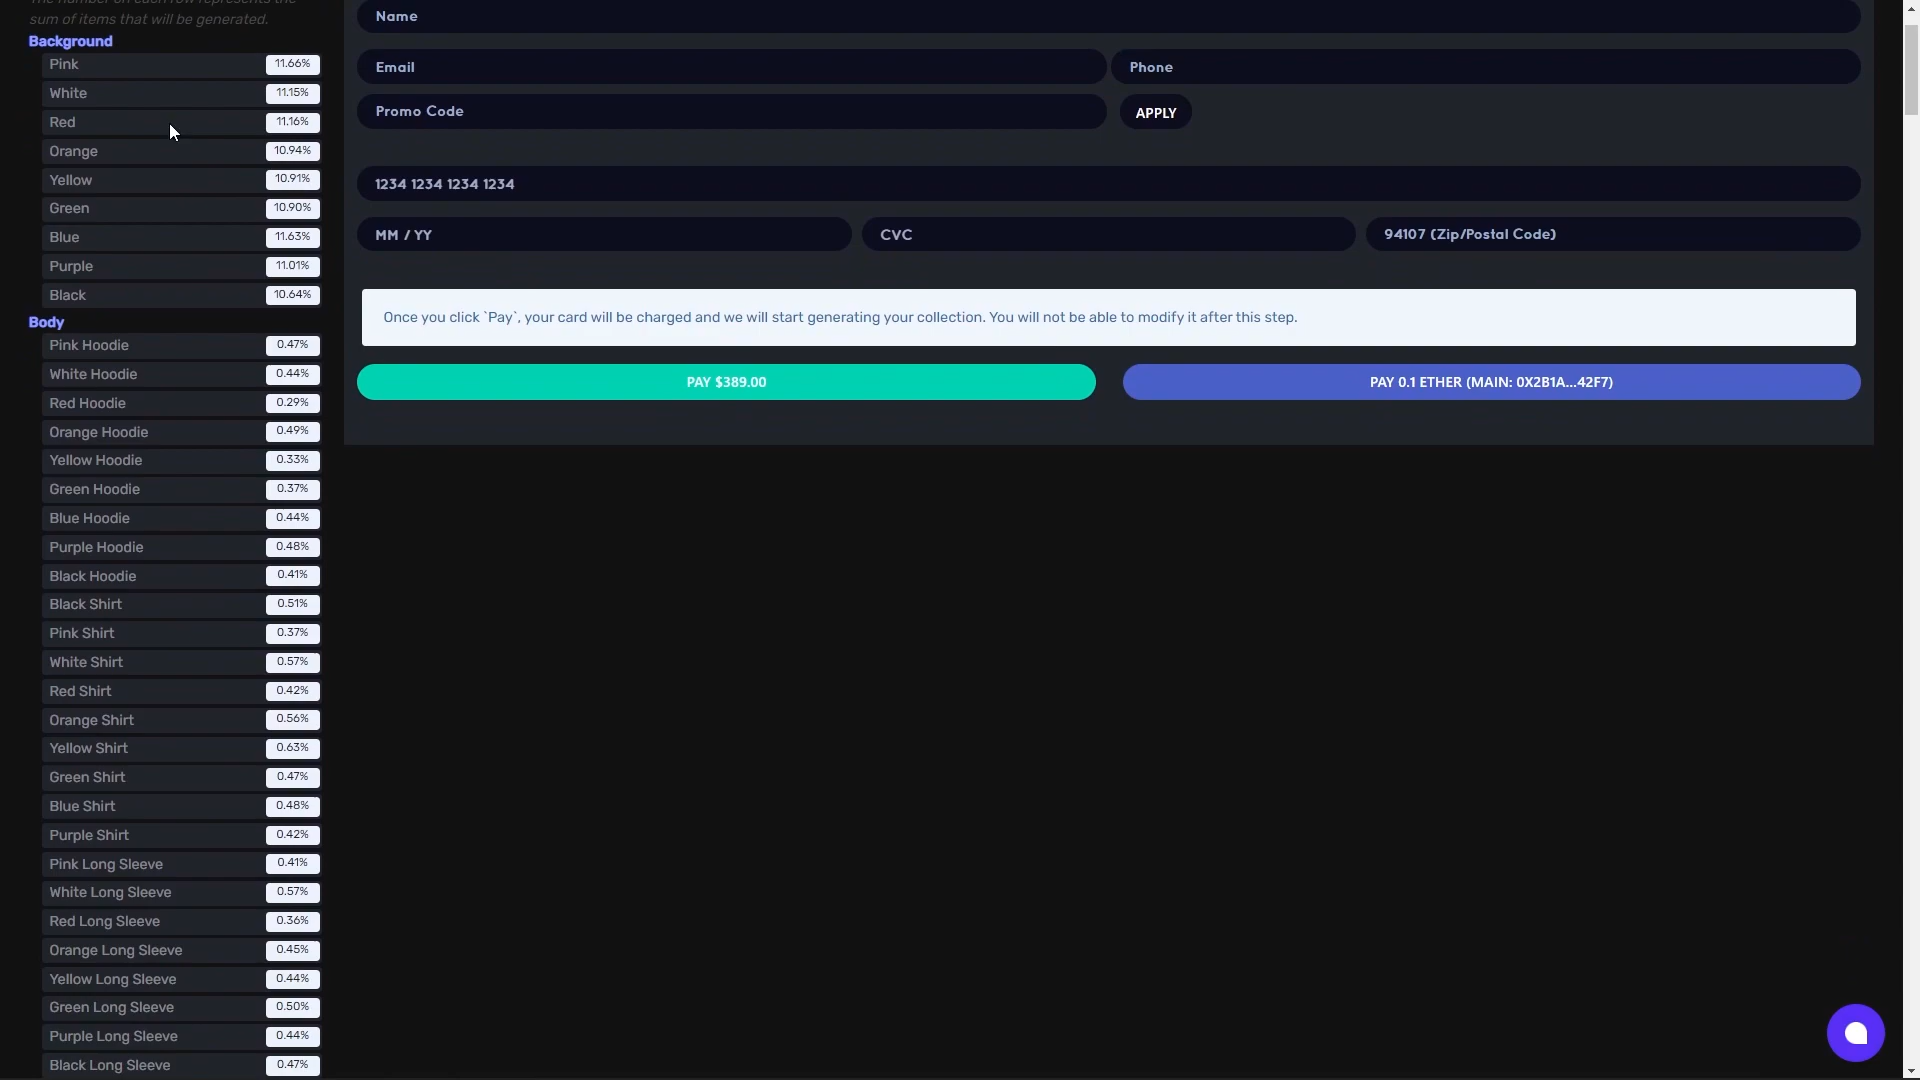 The number on each row represents the
sum of items that will be generated.
Background
Pink 11.66%
White 11.15%
Red 11.16%
Orange 10.94%
Yellow 10.91%
Green 10.90%
Blue 11.63%
Purple 11.01%
Black 10.64%
Body
Pink Hoodie 0.47%
White Hoodie 0.44%
Red Hoodie 0.29%
Orange Hoodie 0.49%
Yellow Hoodie 0.33%
Green Hoodie 0.37%
Blue Hoodie 0.44%
Purple Hoodie 0.48%
Black Hoodie 0.41%
Black Shirt 0.51%
Pink Shirt 0.37%
White Shirt 0.57%
Red Shirt 0.42%
Orange Shirt 0.56%
Yellow Shirt 0.63%
Green Shirt 0.47%
Blue Shirt 0.48%
Purple Shirt 0.42%
Pink Long Sleeve 0.41%
White Long Sleeve 0.57%
Red Long Sleeve 0.36%
Orange Long Sleeve 0.45%
Yellow Long Sleeve 0.44%
Green Long Sleeve 0.50%
Purple Long Sleeve 0.44%
Black Long Sleeve 0.47%
Name
Email Phone
Promo Code APPLY
1234 1234 1234 1234
MM / YY CVC 94107 (Zip/Postal Code)
Once you click `Pay`, your card will be charged and we will start generating your collection. You will not be able to modify it after this step.
PAY $389.00 PAY 0.1 ETHER (MAIN: 0X2B1A...42F7)